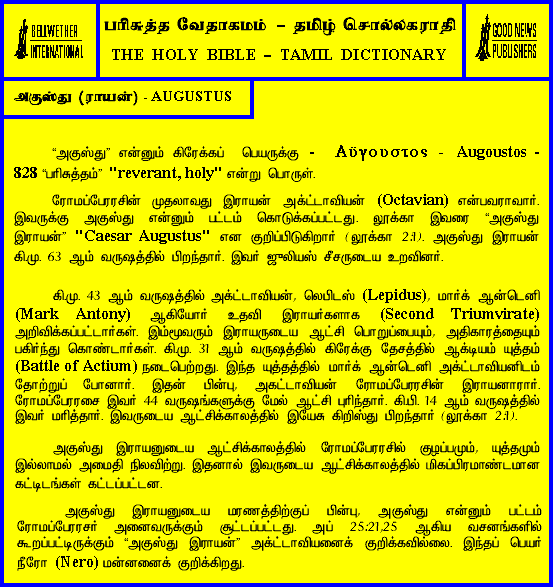 BELLWETHER
INTERNATIONAL
பரிசுத்த வேதாகமம் – தமிழ் சொல்லகராதி
THE HOLY BIBLE – TAMIL DICTIONARY
GOOD NEWS
PUBLISHERS
அகுஸ்து (ராயன்) - AUGUSTUS
“அகுஸ்து” என்னும் கிரேக்கப் பெயருக்கு - Αὔγουστος - Augoustos -
828 “பரிசுத்தம்” "reverant, holy" என்று பொருள்.
ரோமப்பேரரசின் முதலாவது இராயன் அக்ட்டாவியன் (Octavian) என்பவராவார்.
இவருக்கு அகுஸ்து என்னும் பட்டம் கொடுக்கப்பட்டது. லூக்கா இவரை “அகுஸ்து
இராயன்” "Caesar Augustus" என குறிப்பிடுகிறார் (லூக்கா 2:1). அகுஸ்து இராயன்
கி.மு. 63 ஆம் வருஷத்தில் பிறந்தார். இவர் ஜுலியஸ் சீசருடைய உறவினர்.
கி.மு. 43 ஆம் வருஷத்தில் அக்ட்டாவியன், லெபிடஸ் (Lepidus), மார்க் ஆன்டெனி
(Mark Antony) ஆகியோர் உதவி இராயர்களாக (Second Triumvirate)
அறிவிக்கப்பட்டார்கள். இம்மூவரும் இராயருடைய ஆட்சி பொறுப்பையும், அதிகாரத்தையும்
பகிர்ந்து கொண்டார்கள். கி.மு. 31 ஆம் வருஷத்தில் கிரேக்கு தேசத்தில் ஆக்டியம் யுத்தம்
(Battle of Actium) நடைபெற்றது. இந்த யுத்தத்தில் மார்க் ஆன்டெனி அக்ட்டாவியனிடம்
தோற்றுப் போனார். இதன் பின்பு, அகட்டாவியன் ரோமப்பேரரசின் இராயனாரார்.
ரோமப்பேரரசை இவர் 44 வருஷங்களுக்கு மேல் ஆட்சி புரிந்தார். கி.பி. 14 ஆம் வருஷத்தில்
இவர் மரித்தார். இவருடைய ஆட்சிக்காலத்தில் இயேசு கிறிஸ்து பிறந்தார் (லூக்கா 2:1).
அகுஸ்து இராயனுடைய ஆட்சிக்காலத்தில் ரோமப்பேரரசில் குழப்பமும், யுத்தமும்
இல்லாமல் அமைதி நிலவிற்று. இதனால் இவருடைய ஆட்சிக்காலத்தில் மிகப்பிரமாண்டமான
கட்டிடங்கள் கட்டப்பட்டன.
அகுஸ்து இராயனுடைய மரணத்திற்குப் பின்பு, அகுஸ்து என்னும் பட்டம்
ரோமப்பேரரசர் அனைவருக்கும் சூட்டப்பட்டது. அப் 25:21,25 ஆகிய வசனங்களில்
கூறப்பட்டிருக்கும் “அகுஸ்து இராயன்” அக்ட்டாவியனைக் குறிக்கவில்லை. இந்தப் பெயர்
நீரோ (Nero) மன்னனைக் குறிக்கிறது.